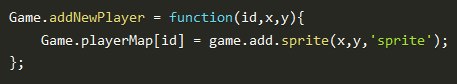 Game.addNewPlayer = function(id,x,y){
    Game.playerMap[id] = game.add.sprite(x,y,'sprite');
};